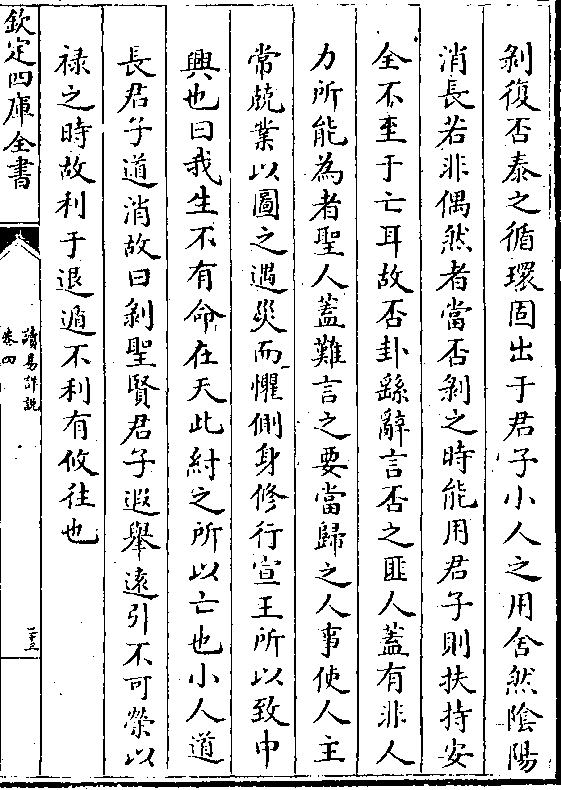 剥復否泰之循環固出于君子小人之用舍然隂陽
消長若非偶然者當否剥之時能用君子則扶持安
全不至于亡耳故否卦繇辭言否之匪人蓋有非人
力所能為者聖人蓋難言之要當歸之人事使人主
常兢業以圖之遇災而懼側身修行宣王所以致中
興也曰我生不有命在天此紂之所以亡也小人道
長君子道消故曰剥聖賢君子遐舉逺引不可榮以
禄之時故利于退遁不利有攸往也
欽定四庫全書
讀易詳說
卷四